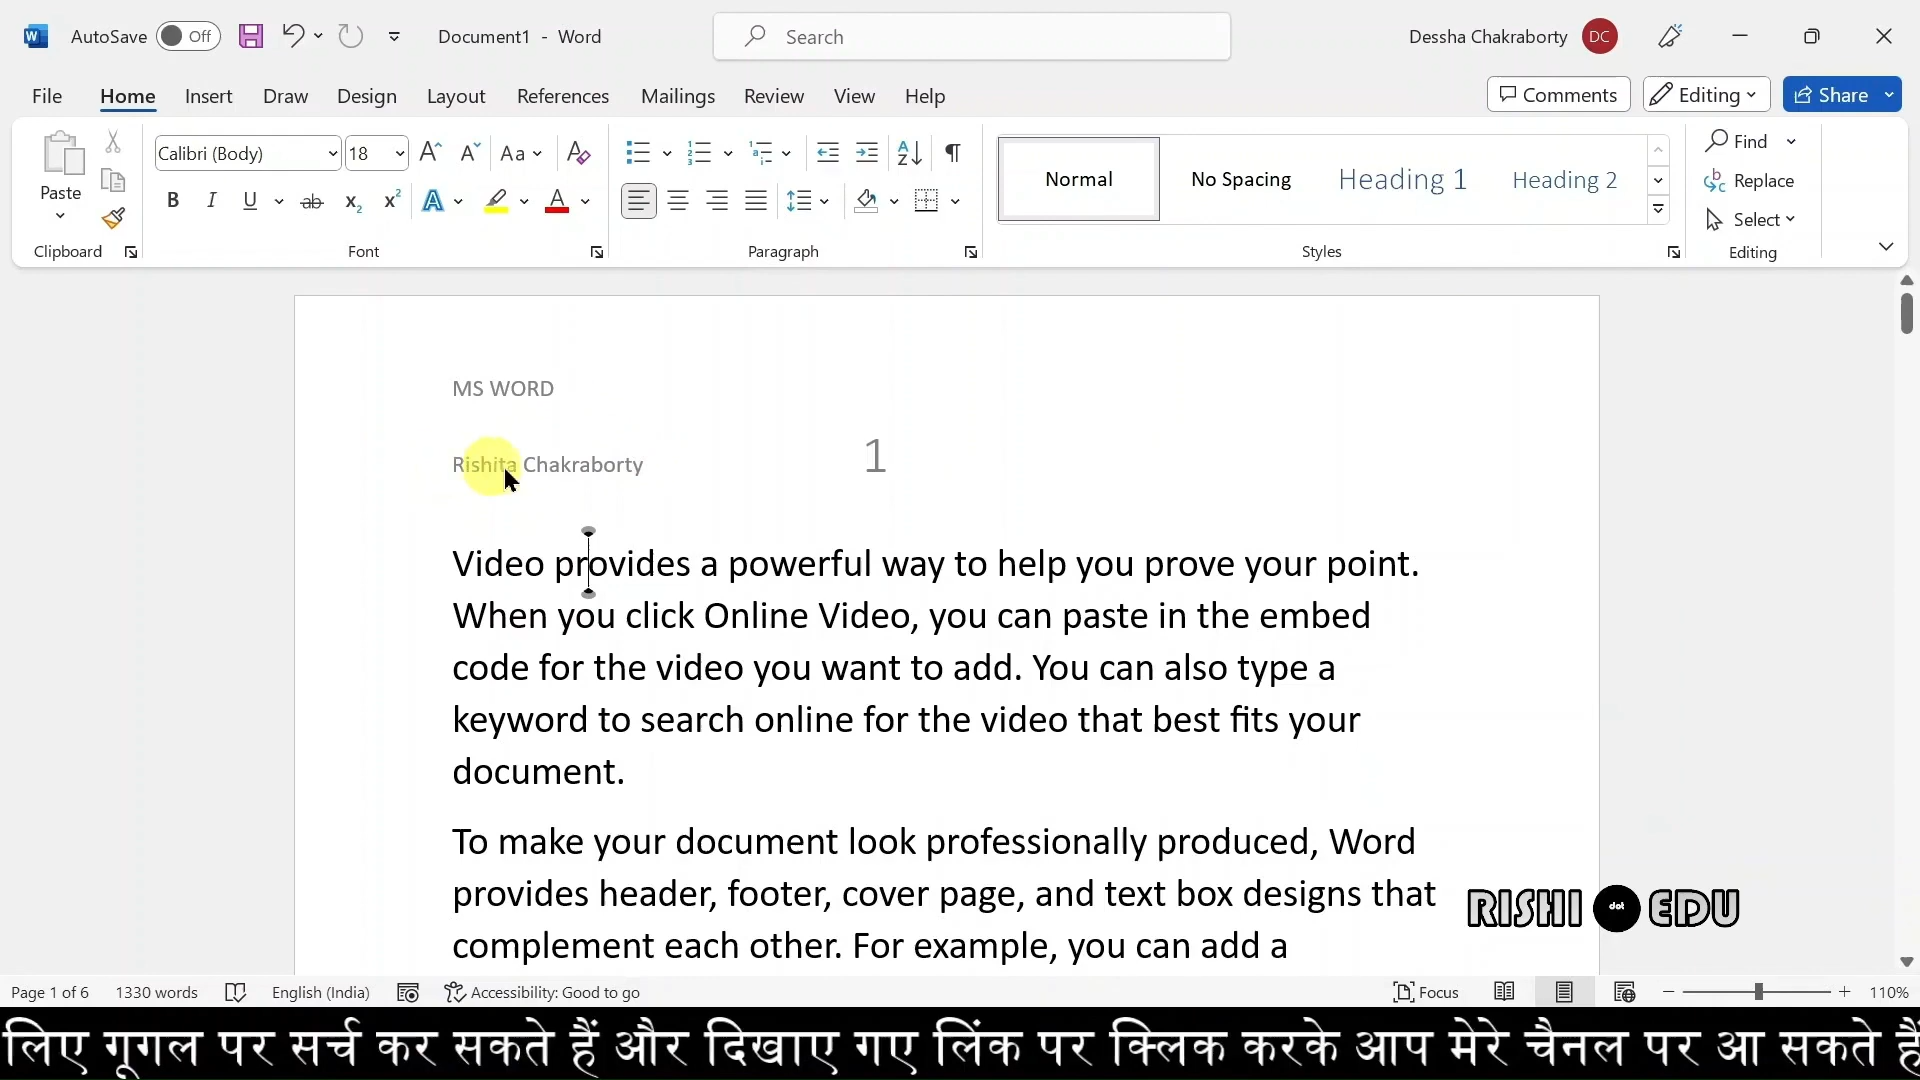 AutoSave Off Document1 - Word Search Dessha Chakraborty DC
File Home Insert Draw Design Layout References Mailings Review View Help Comments Editing Share
Paste Calibri (Body) 18 Aa Normal No Spacing Heading 1 Heading 2 Find Replace Select
Clipboard Font Paragraph Styles Editing
MS WORD
Rishita Chakraborty 1
Video provides a powerful way to help you prove your point.
When you click Online Video, you can paste in the embed
code for the video you want to add. You can also type a
keyword to search online for the video that best fits your
document.
To make your document look professionally produced, Word
provides header, footer, cover page, and text box designs that
complement each other. For example, you can add a
RISHI dot EDU
Page 1 of 6 1330 words English (India) Accessibility: Good to go Focus 110%
लिए गूगल पर सर्च कर सकते हैं और दिखाए गए लिंक पर क्लिक करके आप मेरे चैनल पर आ सकते हैं